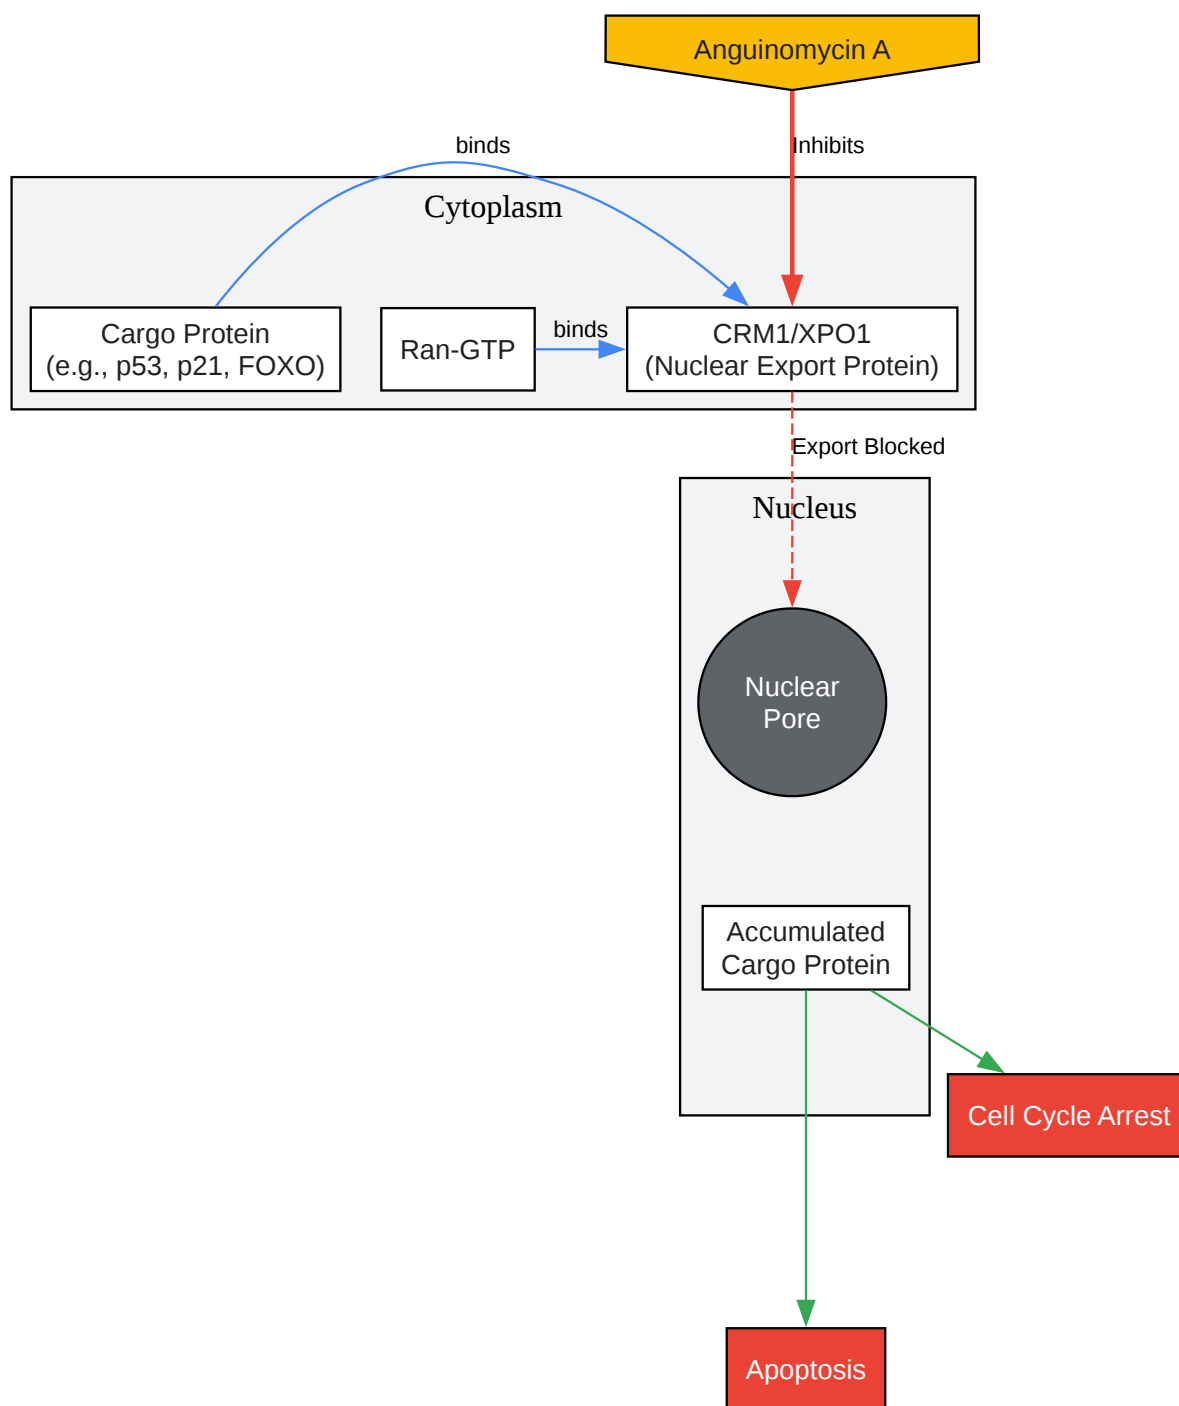 Anguinomycin A
binds
Inhibits
Cytoplasm
Cargo Protein
(e.g., p53, p21, FOXO)
Ran-GTP
binds
CRM1/XPO1
(Nuclear Export Protein)
Export Blocked
Nucleus
Nuclear
Pore
Accumulated
Cargo Protein
Cell Cycle Arrest
Apoptosis